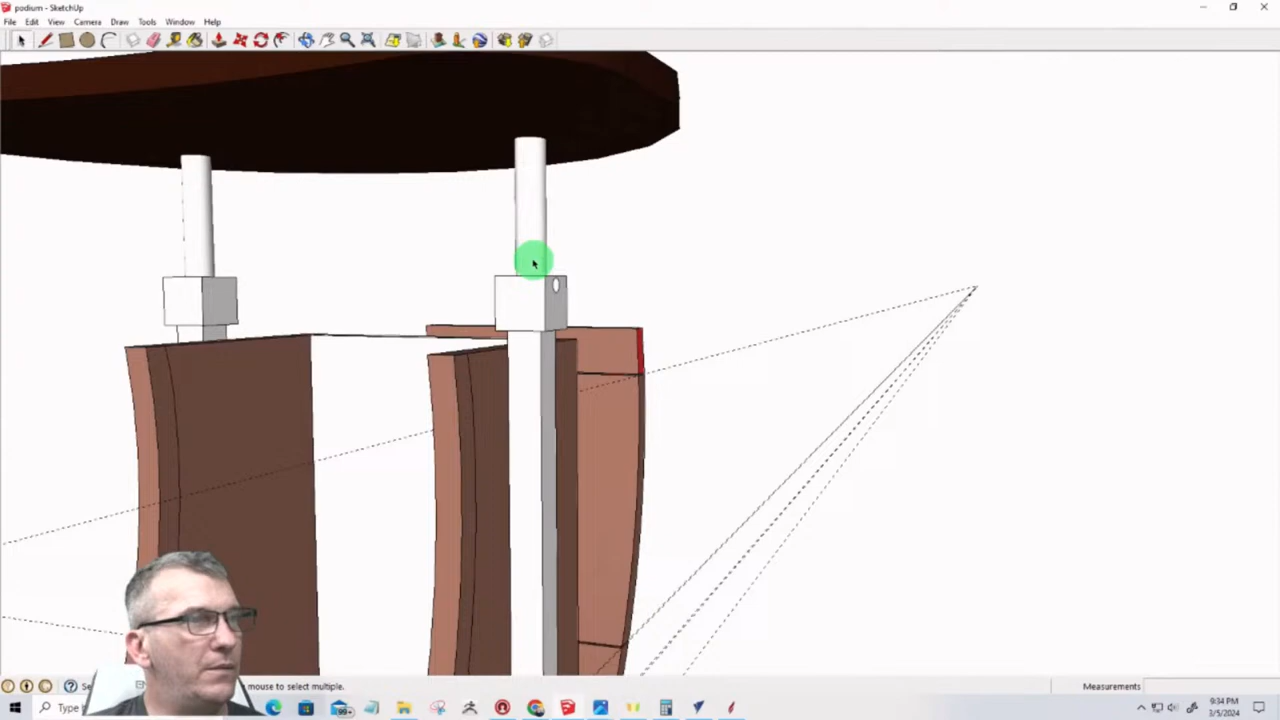 podium - SketchUp
File Edit View Camera Draw Tools Window Help
mouse to select multiple.
Measurements
Type
99+
9:34 PM
3/5/2024